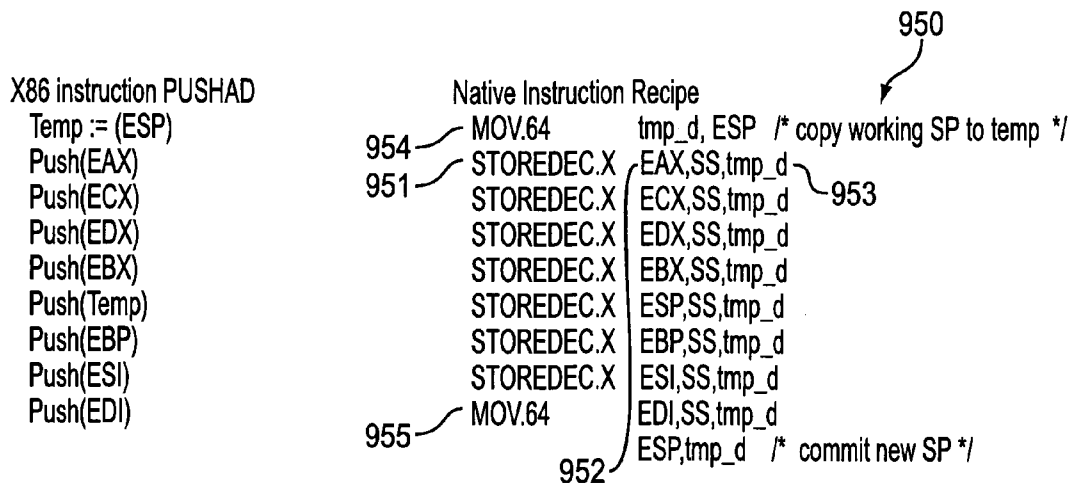 950
X86 instruction PUSHAD Native Instruction Recipe
Temp := (ESP) 954 MOV.64 tmp_d, ESP /* copy working SP to temp */
Push(EAX) 951 STOREDEC.X EAX,SS,tmp_d 953
Push(ECX) STOREDEC.X ECX,SS,tmp_d
Push(EDX) STOREDEC.X EDX,SS,tmp_d
Push(EBX) STOREDEC.X EBX,SS,tmp_d
Push(Temp) STOREDEC.X ESP,SS,tmp_d
Push(EBP) STOREDEC.X EBP,SS,tmp_d
Push(ESI) STOREDEC.X ESI,SS,tmp_d
Push(EDI) 955 MOV.64 EDI,SS,tmp_d
952 ESP,tmp_d /* commit new SP */